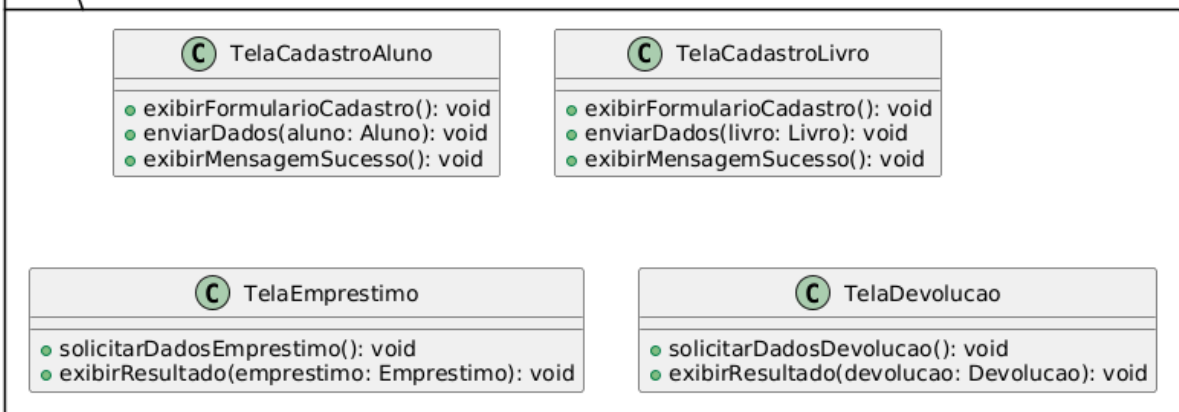 C TelaCadastroAluno
exibirFormularioCadastro(): void
enviarDados(aluno: Aluno): void
exibirMensagemSucesso(): void
C TelaCadastroLivro
exibirFormularioCadastro(): void
enviarDados(livro: Livro): void
exibirMensagemSucesso(): void
C TelaEmprestimo
solicitarDadosEmprestimo(): void
exibirResultado(emprestimo: Emprestimo): void
C TelaDevolucao
solicitarDadosDevolucao(): void
exibirResultado(devolucao: Devolucao): void